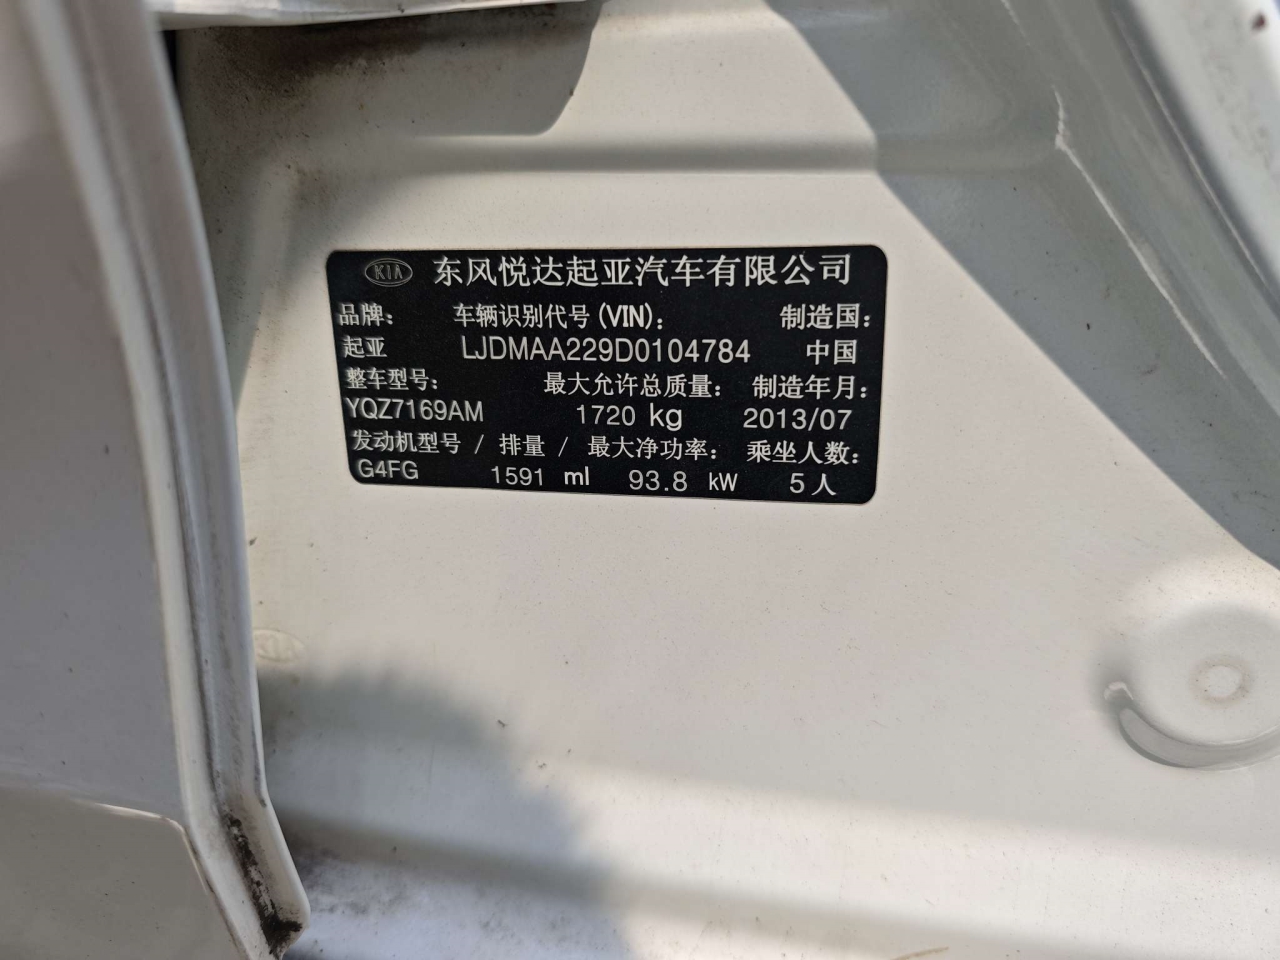 KIA 东风悦达起亚汽车有限公司
品牌: 车辆识别代号(VIN): 制造国:
起亚 LJDMAA229D0104784 中国
整车型号: 最大允许总质量: 制造年月:
YQZ7169AM 1720 kg 2013/07
发动机型号 / 排量 / 最大净功率: 乘坐人数:
G4FG 1591 ml 93.8 kW 5人
KIA